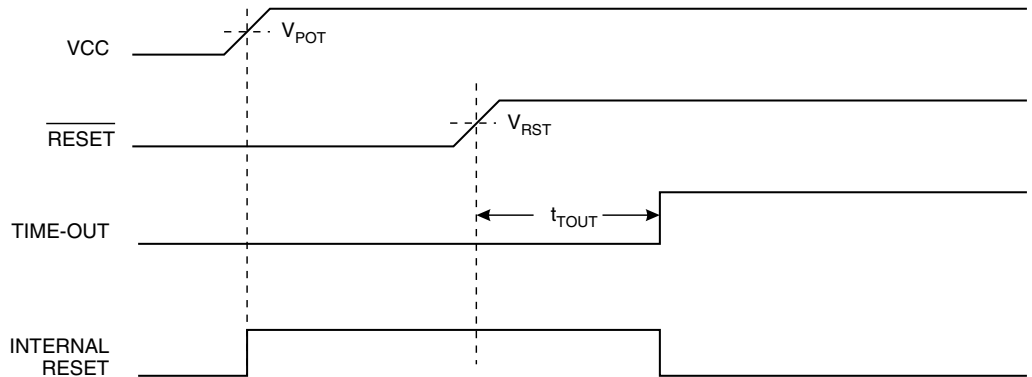 VCC
V_POT
RESET
V_RST
TIME-OUT
t_TOUT
INTERNAL
RESET